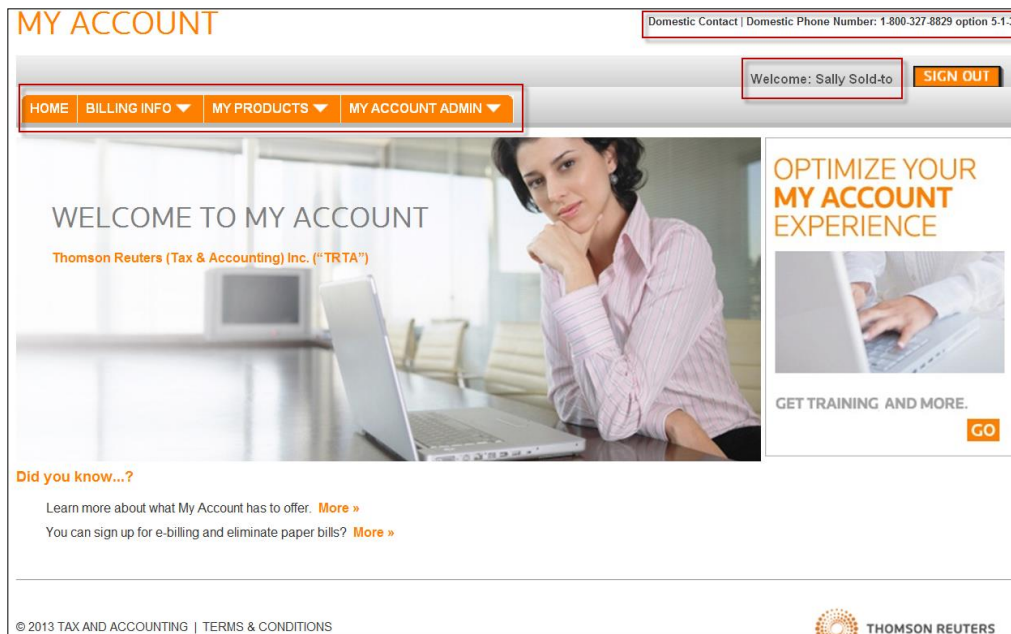 MY ACCOUNT
Domestic Contact | Domestic Phone Number: 1-800-327-8829 option 5-1-3
Welcome: Sally Sold-to
SIGN OUT
HOME
BILLING INFO
MY PRODUCTS
MY ACCOUNT ADMIN
WELCOME TO MY ACCOUNT
Thomson Reuters (Tax & Accounting) Inc. (“TRTA”)
OPTIMIZE YOUR
MY ACCOUNT
EXPERIENCE
GET TRAINING AND MORE.
GO
Did you know...?
Learn more about what My Account has to offer. More »
You can sign up for e-billing and eliminate paper bills? More »
© 2013 TAX AND ACCOUNTING | TERMS & CONDITIONS
THOMSON REUTERS